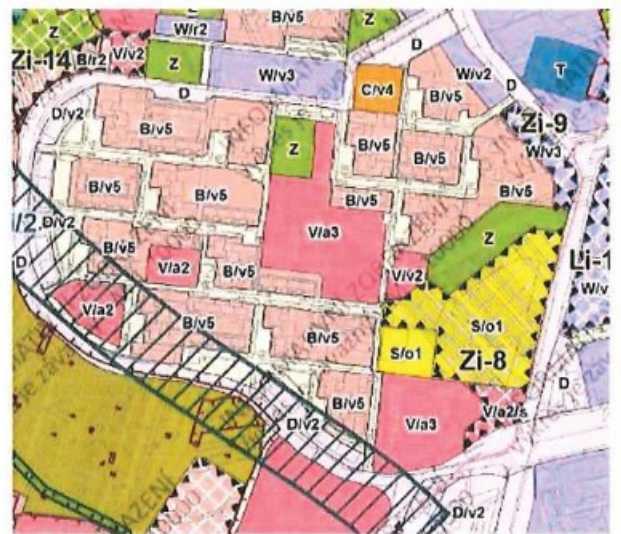 Z
B/v5
Z
W/r2
D
Zi-14
B/r2
V/v2
Z
W/v3
W/v2
T
D
C/v4
D
B/v5
D/v2
Zi-9
B/v5
B/v5
Z
B/v5
B/v5
W/v3
B/v5
B/v5
B/v5
B/v5
V/a3
D/v2
B/v5
Z
D
V/a2
B/v5
V/v2
Li-1
W/v
V/a2
B/v5
B/v5
S/o1
S/o1
Zi-8
D
B/v5
V/a2/s
D/v2
V/a3
D/v2